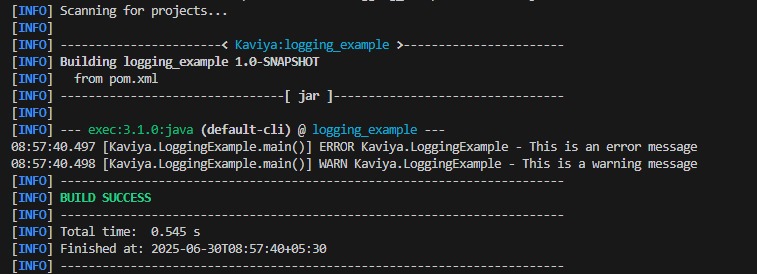 [INFO] Scanning for projects...
[INFO]
[INFO] -----------------------< Kaviya:logging_example >-----------------------
[INFO] Building logging_example 1.0-SNAPSHOT
[INFO]   from pom.xml
[INFO] --------------------------------[ jar ]---------------------------------
[INFO]
[INFO] --- exec:3.1.0:java (default-cli) @ logging_example ---
08:57:40.497 [Kaviya.LoggingExample.main()] ERROR Kaviya.LoggingExample - This is an error message
08:57:40.498 [Kaviya.LoggingExample.main()] WARN Kaviya.LoggingExample - This is a warning message
[INFO] ------------------------------------------------------------------------
[INFO] BUILD SUCCESS
[INFO] ------------------------------------------------------------------------
[INFO] Total time:  0.545 s
[INFO] Finished at: 2025-06-30T08:57:40+05:30
[INFO] ------------------------------------------------------------------------